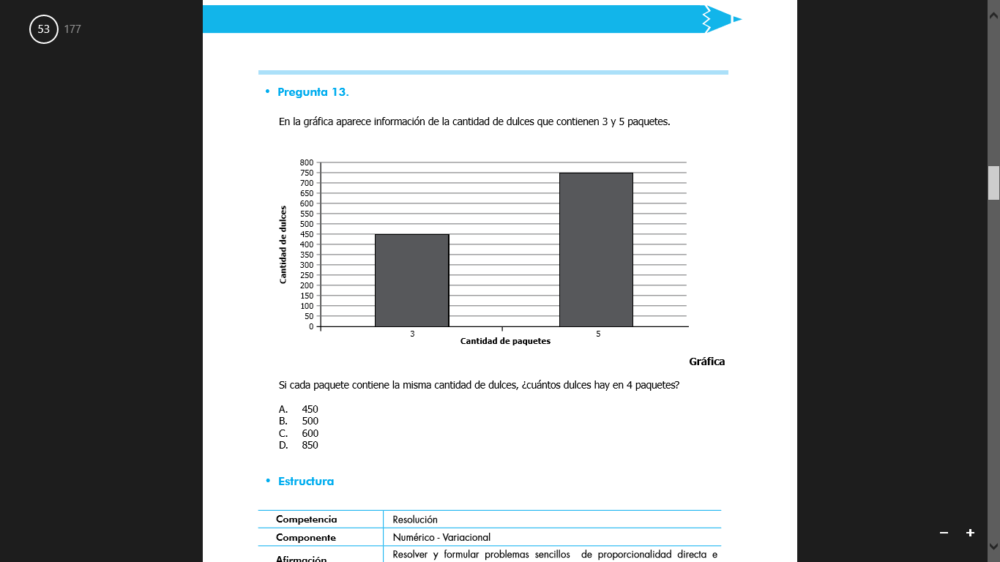 53 177
• Pregunta 13.
En la gráfica aparece información de la cantidad de dulces que contienen 3 y 5 paquetes.
Cantidad de dulces
800
750
700
650
600
550
500
450
400
350
300
250
200
150
100
50
0
3 5
Cantidad de paquetes
Gráfica
Si cada paquete contiene la misma cantidad de dulces, ¿cuántos dulces hay en 4 paquetes?
A. 450
B. 500
C. 600
D. 850
• Estructura
Competencia Resolución
Componente Numérico - Variacional
Afirmación Resolver y formular problemas sencillos de proporcionalidad directa e